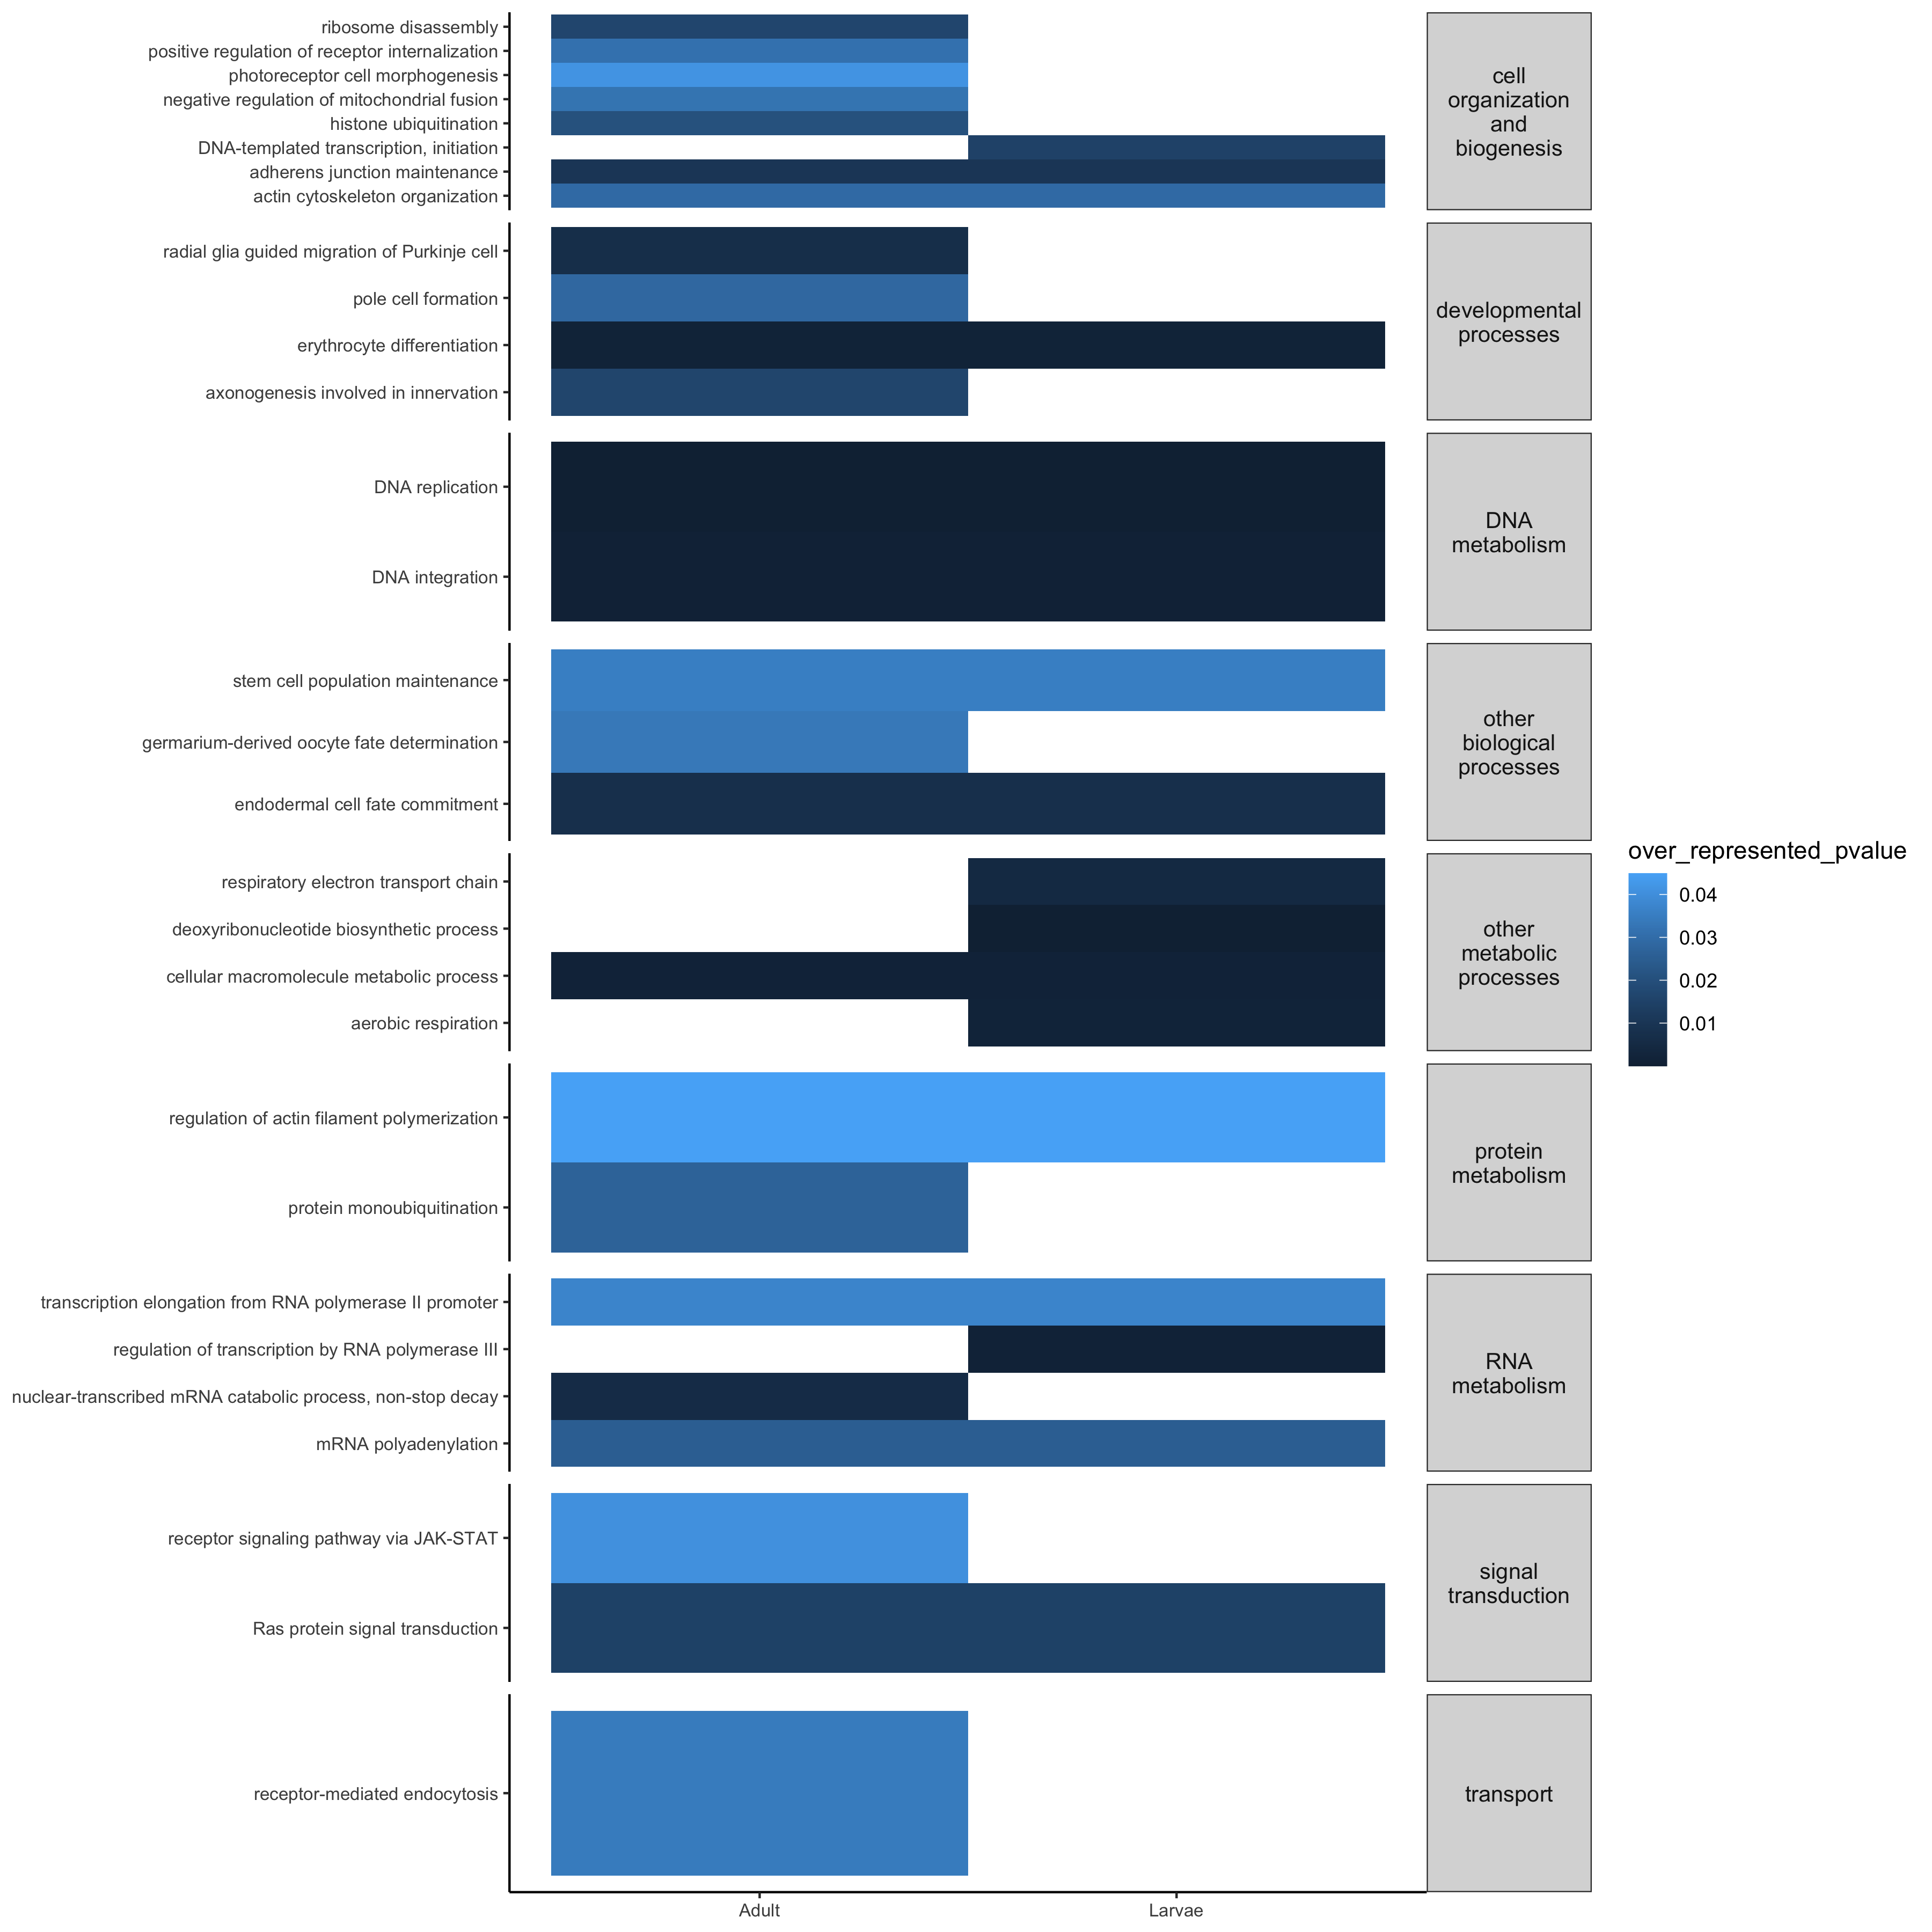 ribosome disassembly
positive regulation of receptor internalization
photoreceptor cell morphogenesis
negative regulation of mitochondrial fusion
histone ubiquitination
DNA-templated transcription, initiation
adherens junction maintenance
actin cytoskeleton organization
cell
organization
and
biogenesis
radial glia guided migration of Purkinje cell
pole cell formation
erythrocyte differentiation
axonogenesis involved in innervation
developmental
processes
DNA replication
DNA integration
DNA
metabolism
stem cell population maintenance
germarium-derived oocyte fate determination
endodermal cell fate commitment
other
biological
processes
respiratory electron transport chain
deoxyribonucleotide biosynthetic process
cellular macromolecule metabolic process
aerobic respiration
other
metabolic
processes
regulation of actin filament polymerization
protein monoubiquitination
protein
metabolism
transcription elongation from RNA polymerase II promoter
regulation of transcription by RNA polymerase III
nuclear-transcribed mRNA catabolic process, non-stop decay
mRNA polyadenylation
RNA
metabolism
receptor signaling pathway via JAK-STAT
Ras protein signal transduction
signal
transduction
receptor-mediated endocytosis
transport
Adult
Larvae
over_represented_pvalue
0.04
0.03
0.02
0.01